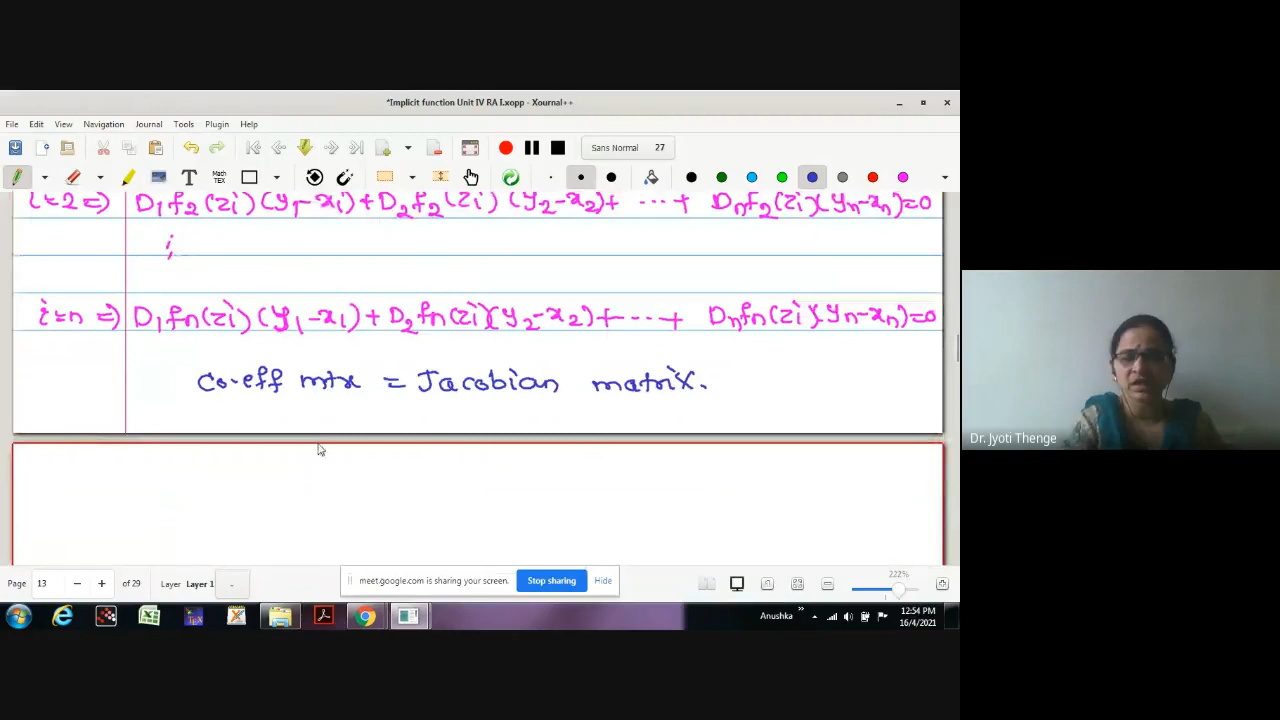 *Implicit function Unit IV RA I.xopp - Xournal++
File Edit View Navigation Journal Tools Plugin Help
Sans Normal 27
i=2 => D1f2(zi)(y1-x1)+D2f2(zi)(y2-x2)+ ...+ Dnf2(zi)(yn-xn)=0
i=n => D1fn(zi)(y1-x1)+D2fn(zi)(y2-x2)+...+ Dnfn(zi)(yn-xn)=0
Co-eff mtx = Jacobian matrix.
Dr. Jyoti Thenge
Page 13 of 29 Layer Layer 1
meet.google.com is sharing your screen. Stop sharing Hide
222%
Anushka
12:54 PM
16/4/2021